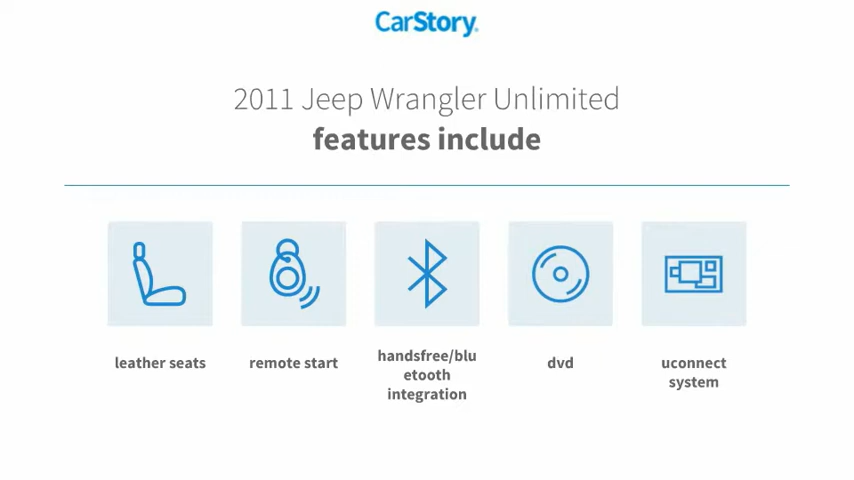 CarStory
2011 Jeep Wrangler Unlimited
features include
leather seats
remote start
handsfree/blu
etooth
integration
dvd
uconnect
system